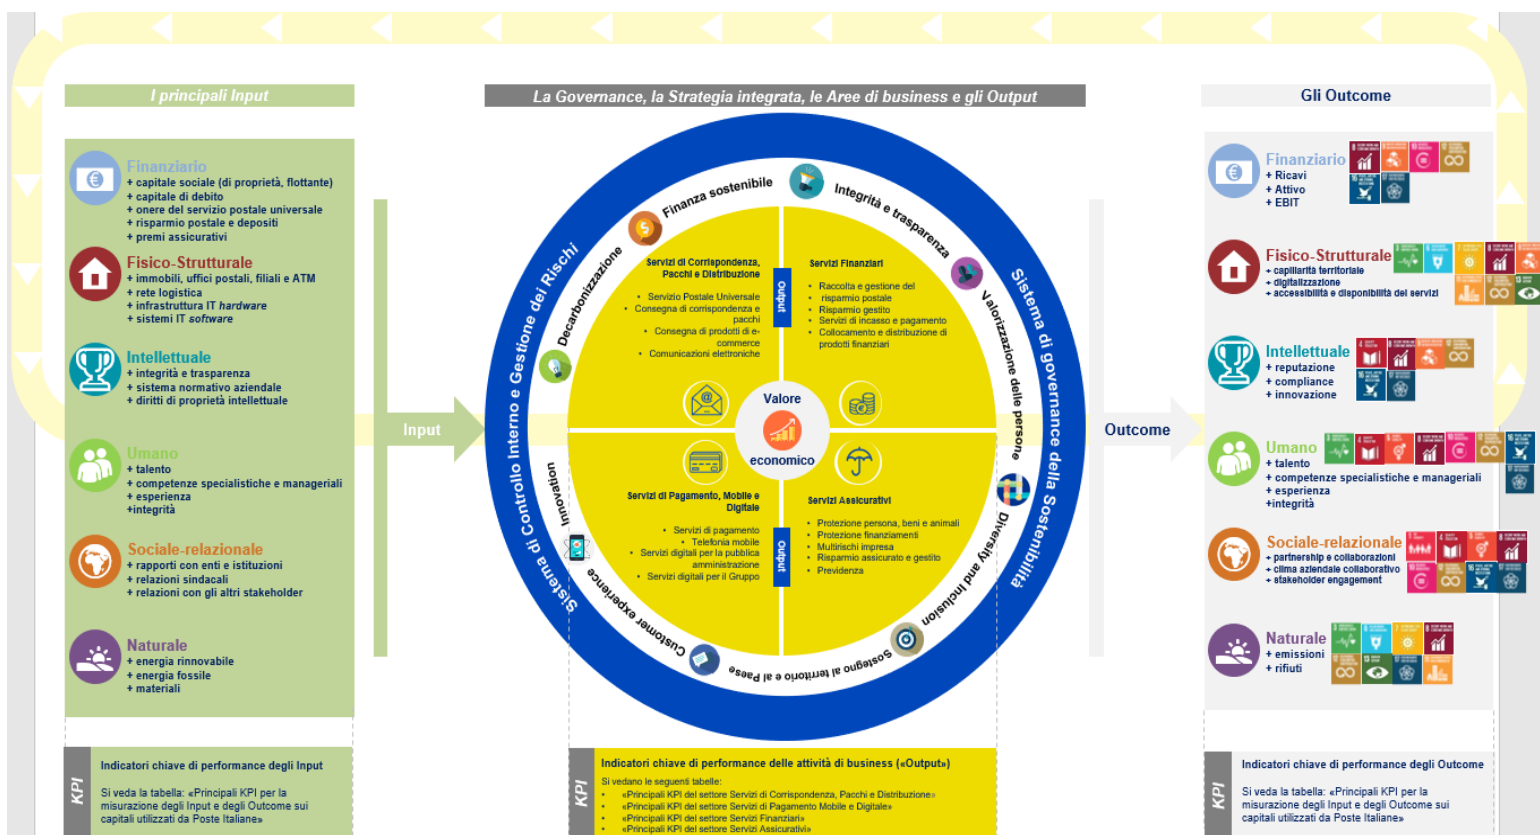 I principali Input
Finanziario
+ capitale sociale (di proprietà, flottante)
+ capitale di debito
+ onere del servizio postale universale
+ risparmio postale e depositi
+ premi assicurativi
Fisico-Strutturale
+ immobili, uffici postali, filiali e ATM
+ rete logistica
+ infrastruttura IT hardware
+ sistemi IT software
Intellettuale
+ integrità e trasparenza
+ sistema normativo aziendale
+ diritti di proprietà intellettuale
Umano
+ talento
+ competenze specialistiche e manageriali
+ esperienza
+integrità
Sociale-relazionale
+ rapporti con enti e istituzioni
+ relazioni sindacali
+ relazioni con gli altri stakeholder
Naturale
+ energia rinnovabile
+ energia fossile
+ materiali
KPI
Indicatori chiave di performance degli Input
Si veda la tabella: «Principali KPI per la
misurazione degli Input e degli Outcome sui
capitali utilizzati da Poste Italiane»
Input
La Governance, la Strategia integrata, le Aree di business e gli Output
Sistema di Controllo Interno e Gestione dei Rischi
Sistema di governance della Sostenibilità
Finanza sostenibile
Integrità e trasparenza
Valorizzazione delle persone
Diversity and Inclusion
Sostegno al territorio e al Paese
Customer experience
Innovation
Decarbonizzazione
Servizi di Corrispondenza,
Pacchi e Distribuzione
• Servizio Postale Universale
• Consegna di corrispondenza e
pacchi
• Consegna di prodotti di e-
commerce
• Comunicazioni elettroniche
Output
Servizi Finanziari
• Raccolta e gestione del
• risparmio postale
• Risparmio gestito
• Servizi di incasso e pagamento
• Collocamento e distribuzione di
prodotti finanziari
Valore
economico
Servizi di Pagamento, Mobile e
Digitale
• Servizi di pagamento
• Telefonia mobile
• Servizi digitali per la pubblica
amministrazione
• Servizi digitali per il Gruppo
Output
Servizi Assicurativi
• Protezione persona, beni e animali
• Protezione finanziamenti
• Multirischi impresa
• Risparmio assicurato e gestito
• Previdenza
KPI
Indicatori chiave di performance delle attività di business («Output»)
Si vedano le seguenti tabelle:
• «Principali KPI del settore Servizi di Corrispondenza, Pacchi e Distribuzione»
• «Principali KPI del settore Servizi di Pagamento Mobile e Digitale»
• «Principali KPI del settore Servizi Finanziari»
• «Principali KPI del settore Servizi Assicurativi»
Outcome
Gli Outcome
Finanziario
+ Ricavi
+ Attivo
+ EBIT
Fisico-Strutturale
+ capillarità territoriale
+ digitalizzazione
+ accessibilità e disponibilità dei servizi
Intellettuale
+ reputazione
+ compliance
+ innovazione
Umano
+ talento
+ competenze specialistiche e manageriali
+ esperienza
+integrità
Sociale-relazionale
+ partnership e collaborazioni
+ clima aziendale collaborativo
+ stakeholder engagement
Naturale
+ emissioni
+ rifiuti
KPI
Indicatori chiave di performance degli Outcome
Si veda la tabella: «Principali KPI per la
misurazione degli Input e degli Outcome sui
capitali utilizzati da Poste Italiane»